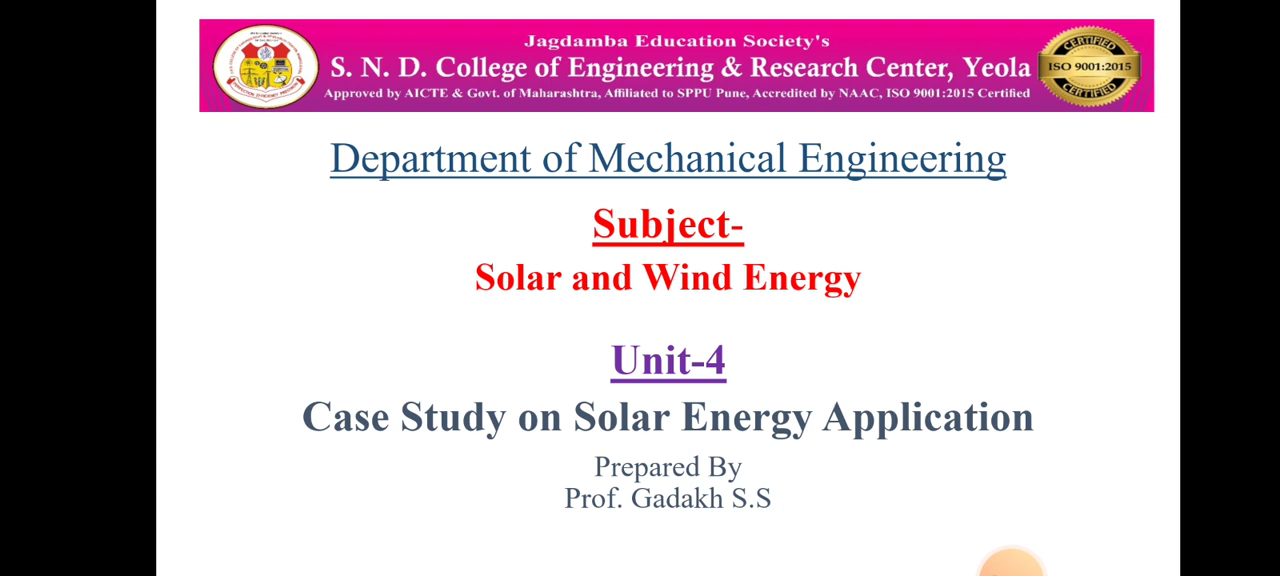 Jagdamba Education Society's
S. N. D. College of Engineering & Research Center, Yeola
Approved by AICTE & Govt. of Maharashtra, Affiliated to SPPU Pune, Accredited by NAAC, ISO 9001:2015 Certified
CERTIFIED
ISO 9001:2015
CERTIFIED
Department of Mechanical Engineering
Subject-
Solar and Wind Energy
Unit-4
Case Study on Solar Energy Application
Prepared By
Prof. Gadakh S.S